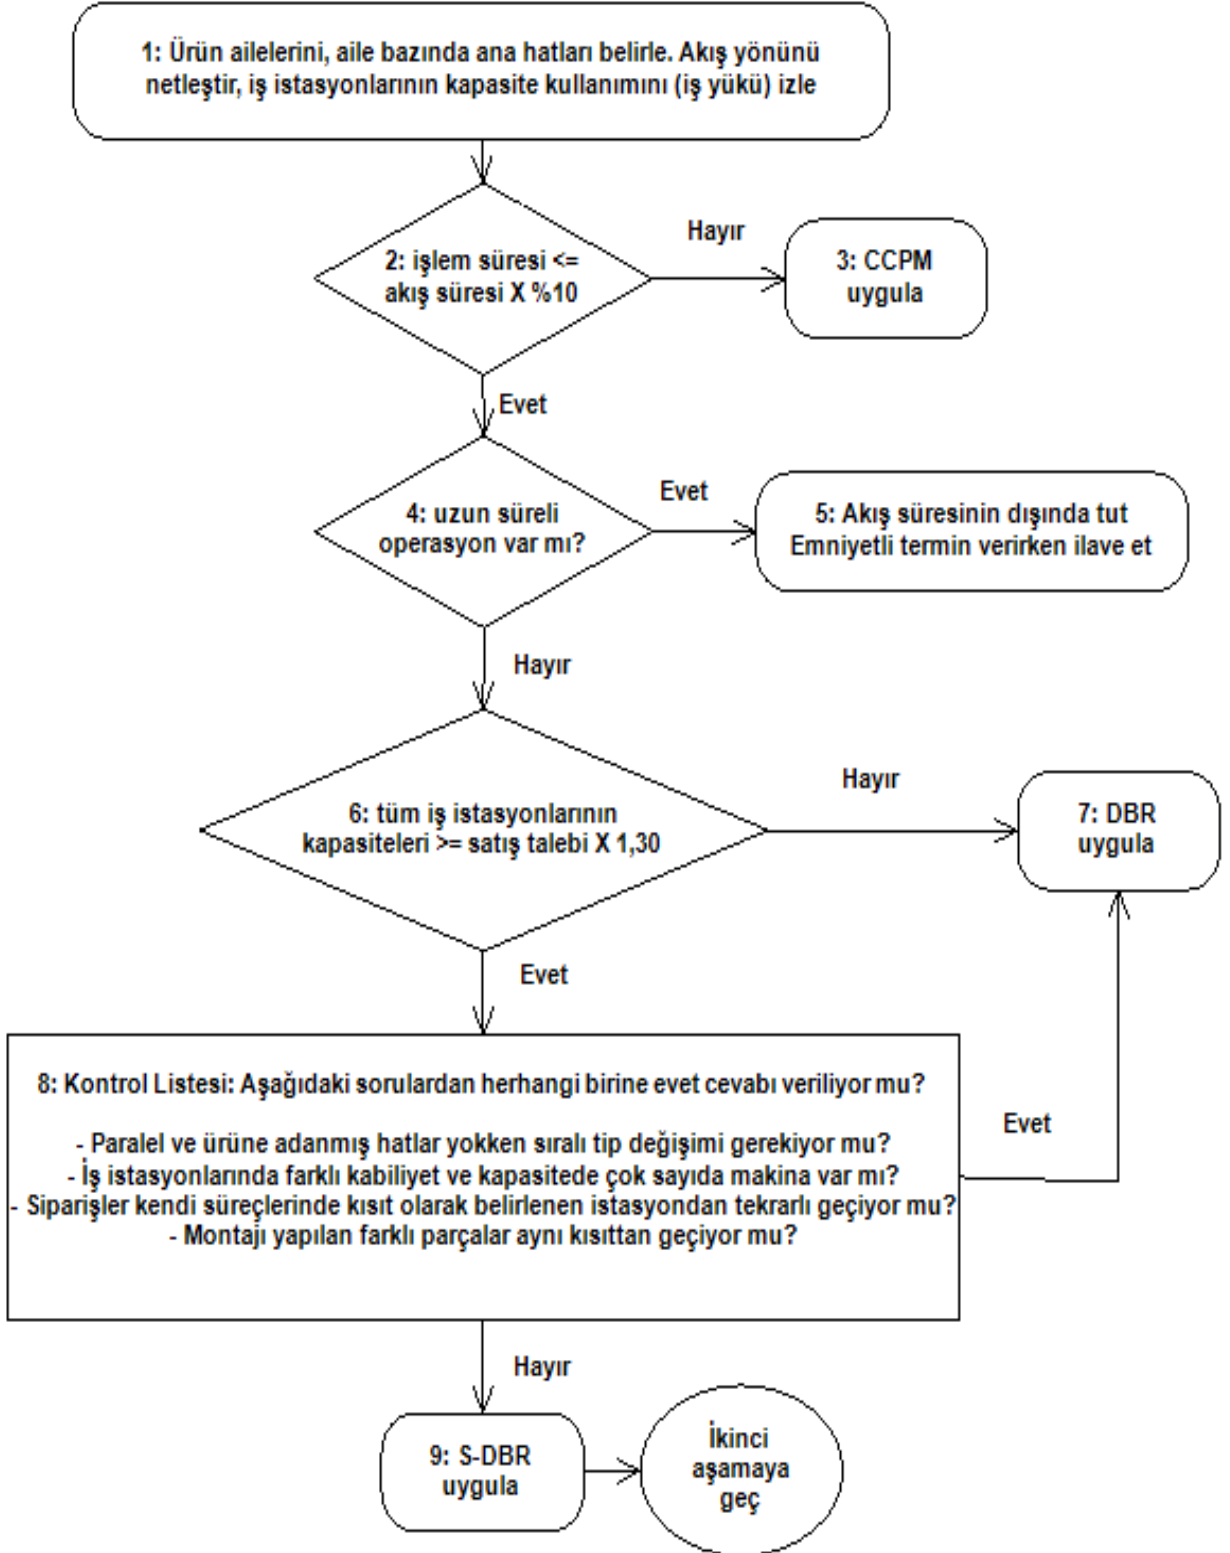 1: Ürün ailelerini, aile bazında ana hatları belirle. Akış yönünü
netleştir, iş istasyonlarının kapasite kullanımını (iş yükü) izle
Hayır
2: işlem süresi <=
akış süresi X %10
3: CCPM
uygula
Evet
Evet
4: uzun süreli
operasyon var mı?
5: Akış süresinin dışında tut
Emniyetli termin verirken ilave et
Hayır
Hayır
6: tüm iş istasyonlarının
kapasiteleri >= satış talebi X 1,30
7: DBR
uygula
Evet
8: Kontrol Listesi: Aşağıdaki sorulardan herhangi birine evet cevabı veriliyor mu?
- Paralel ve ürüne adanmış hatlar yokken sıralı tip değişimi gerekiyor mu?
- İş istasyonlarında farklı kabiliyet ve kapasitede çok sayıda makina var mı?
- Siparişler kendi süreçlerinde kısıt olarak belirlenen istasyondan tekrarlı geçiyor mu?
- Montajı yapılan farklı parçalar aynı kısıttan geçiyor mu?
Evet
Hayır
9: S-DBR
uygula
İkinci
aşamaya
geç